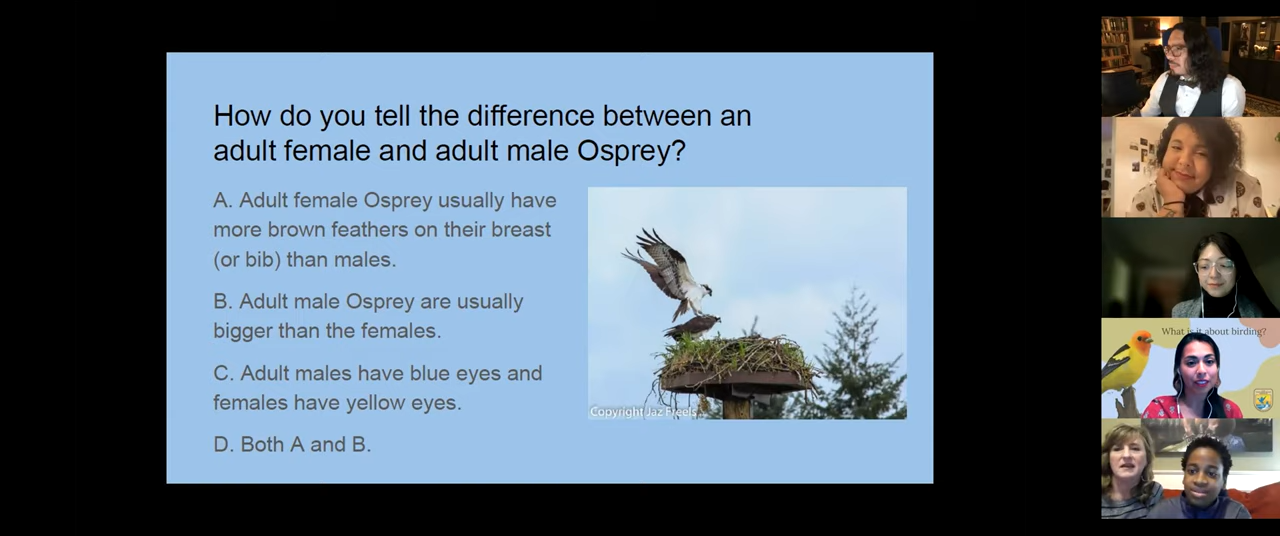 How do you tell the difference between an
adult female and adult male Osprey?
A. Adult female Osprey usually have
more brown feathers on their breast
(or bib) than males.
B. Adult male Osprey are usually
bigger than the females.
C. Adult males have blue eyes and
females have yellow eyes.
D. Both A and B.
Copyright Jaz Freels
What is it about birding?